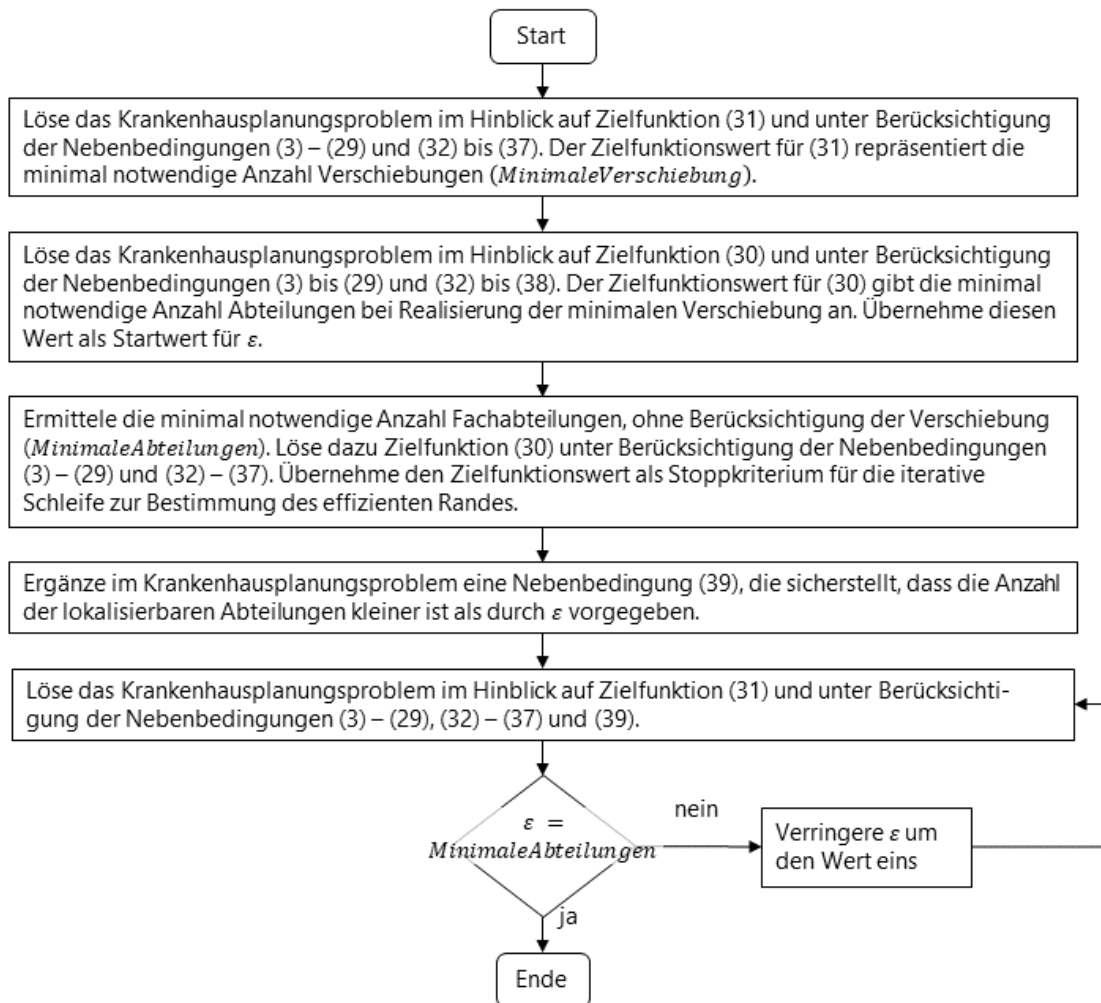 Start
Löse das Krankenhausplanungsproblem im Hinblick auf Zielfunktion (31) und unter Berücksichtigung
der Nebenbedingungen (3) – (29) und (32) bis (37). Der Zielfunktionswert für (31) repräsentiert die
minimal notwendige Anzahl Verschiebungen (MinimaleVerschiebung).
Löse das Krankenhausplanungsproblem im Hinblick auf Zielfunktion (30) und unter Berücksichtigung
der Nebenbedingungen (3) bis (29) und (32) bis (38). Der Zielfunktionswert für (30) gibt die minimal
notwendige Anzahl Abteilungen bei Realisierung der minimalen Verschiebung an. Übernehme diesen
Wert als Startwert für ε.
Ermittele die minimal notwendige Anzahl Fachabteilungen, ohne Berücksichtigung der Verschiebung
(MinimaleAbteilungen). Löse dazu Zielfunktion (30) unter Berücksichtigung der Nebenbedingungen
(3) – (29) und (32) – (37). Übernehme den Zielfunktionswert als Stoppkriterium für die iterative
Schleife zur Bestimmung des effizienten Randes.
Ergänze im Krankenhausplanungsproblem eine Nebenbedingung (39), die sicherstellt, dass die Anzahl
der lokalisierbaren Abteilungen kleiner ist als durch ε vorgegeben.
Löse das Krankenhausplanungsproblem im Hinblick auf Zielfunktion (31) und unter Berücksichti-
gung der Nebenbedingungen (3) – (29), (32) – (37) und (39).
ε =
MinimaleAbteilungen
nein
Verringere ε um
den Wert eins
ja
Ende